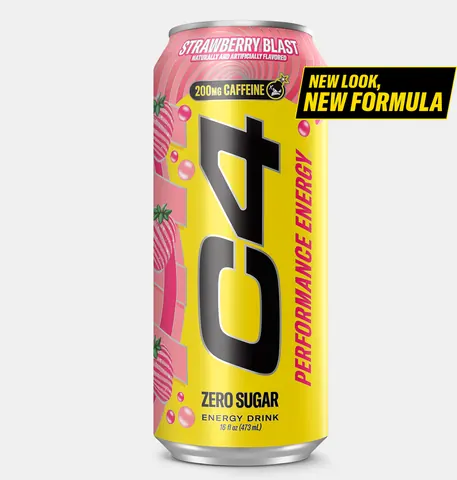 STRAWBERRY BLAST
NATURALLY AND ARTIFICIALLY FLAVORED
200MG CAFFEINE
NEW LOOK,
NEW FORMULA
C4
PERFORMANCE ENERGY
ZERO SUGAR
ENERGY DRINK
16 fl oz (473 mL)